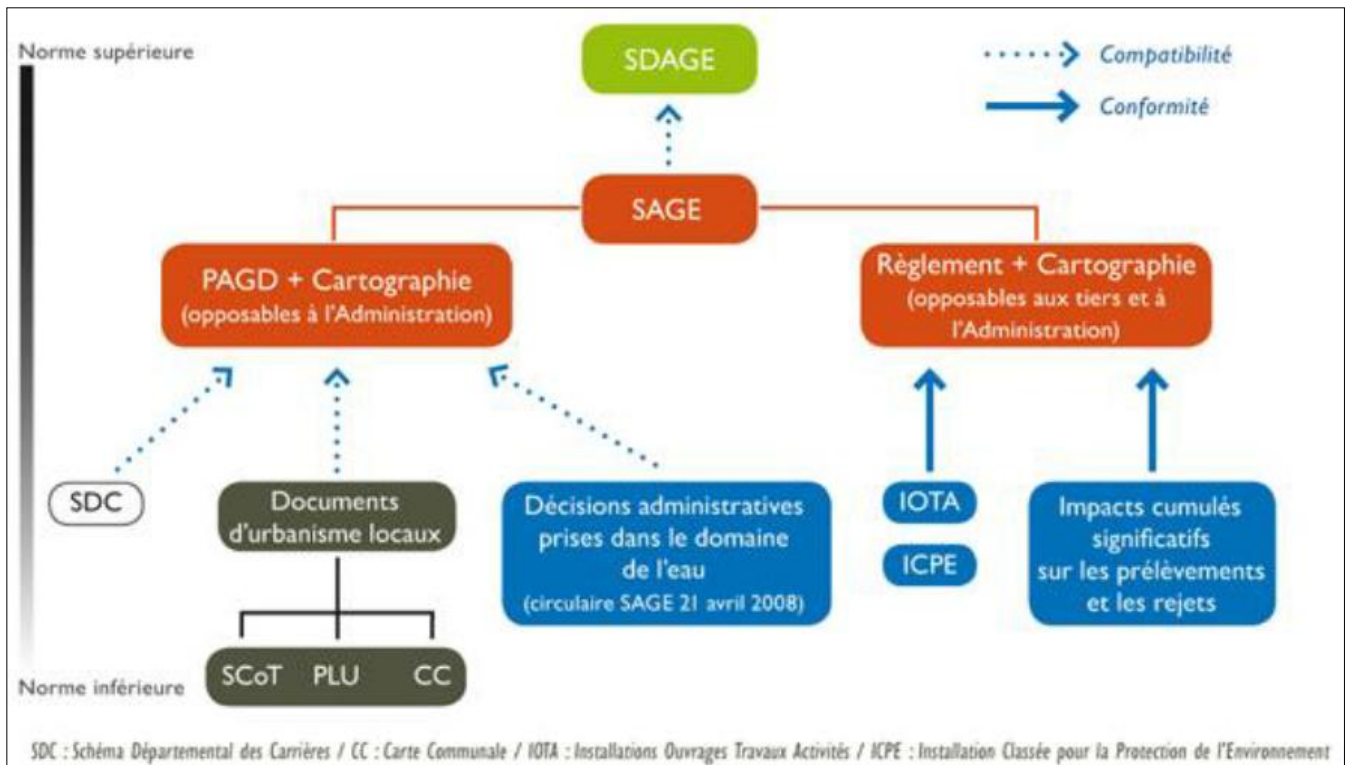 Norme supérieure
SDAGE
Compatibilité
Conformité
SAGE
PAGD + Cartographie
(opposables à l'Administration)
Règlement + Cartographie
(opposables aux tiers et à
l'Administration)
SDC
Documents
d'urbanisme locaux
Décisions administratives
prises dans le domaine
de l'eau
(circulaire SAGE 21 avril 2008)
IOTA
ICPE
Impacts cumulés
significatifs
sur les prélèvements
et les rejets
SCoT PLU CC
Norme inférieure
SDC : Schéma Départemental des Carrières / CC : Carte Communale / IOTA : Installations Ouvrages Travaux Activités / ICPE : Installation Classée pour la Protection de l'Environnement